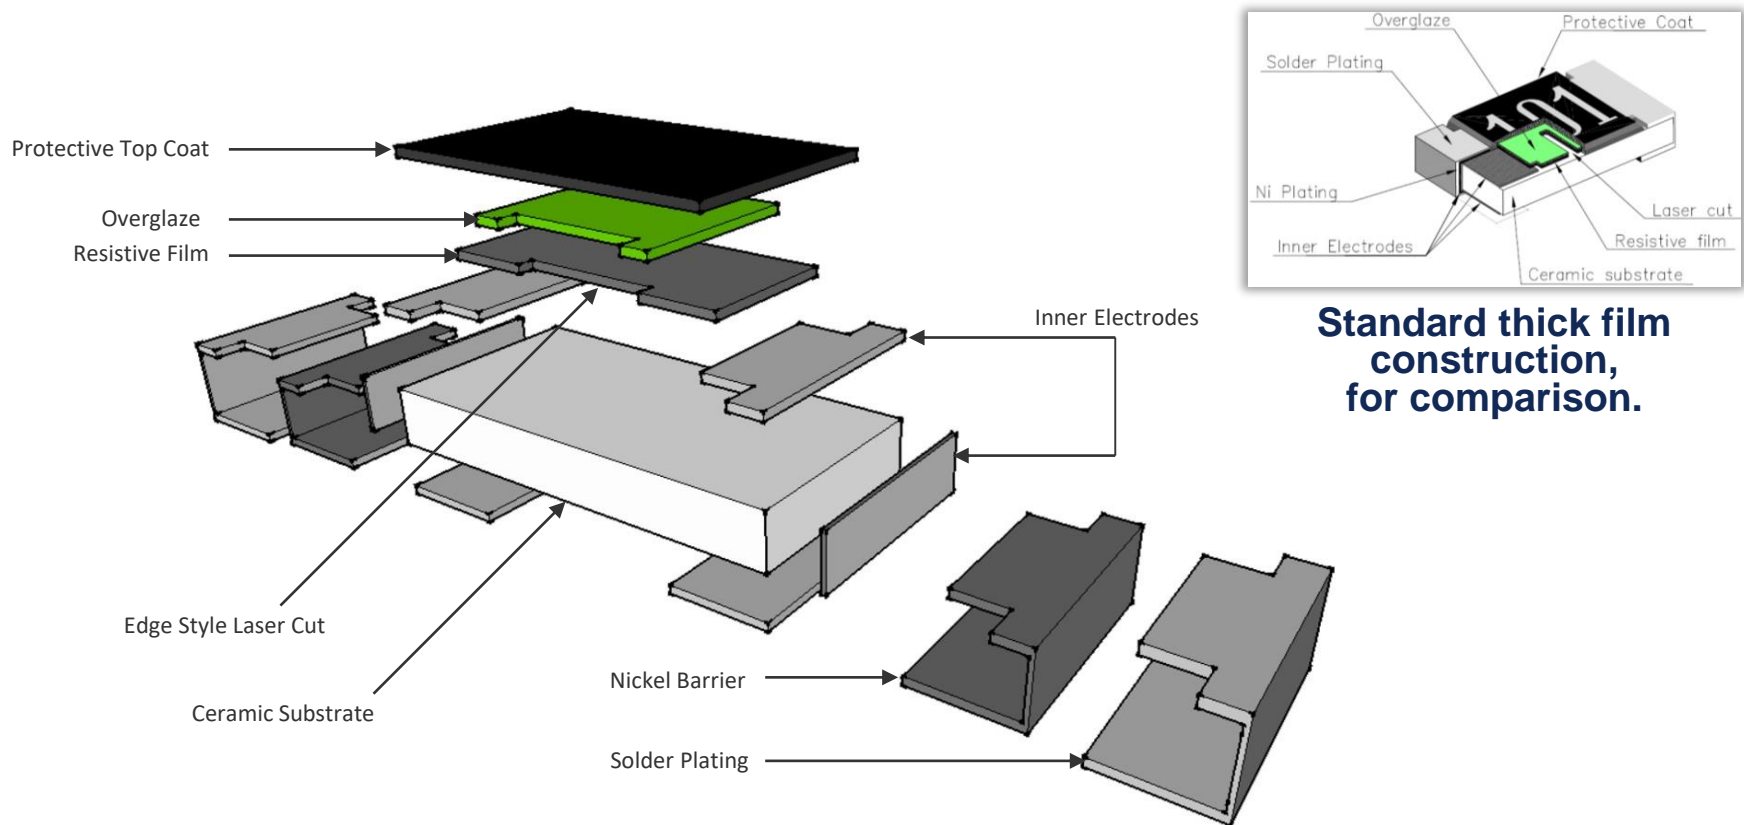 Protective Top Coat
Overglaze
Resistive Film
Inner Electrodes
Edge Style Laser Cut
Ceramic Substrate
Nickel Barrier
Solder Plating
Overglaze
Protective Coat
Solder Plating
101
Ni Plating
Laser cut
Inner Electrodes
Resistive film
Ceramic substrate
Standard thick film
construction,
for comparison.